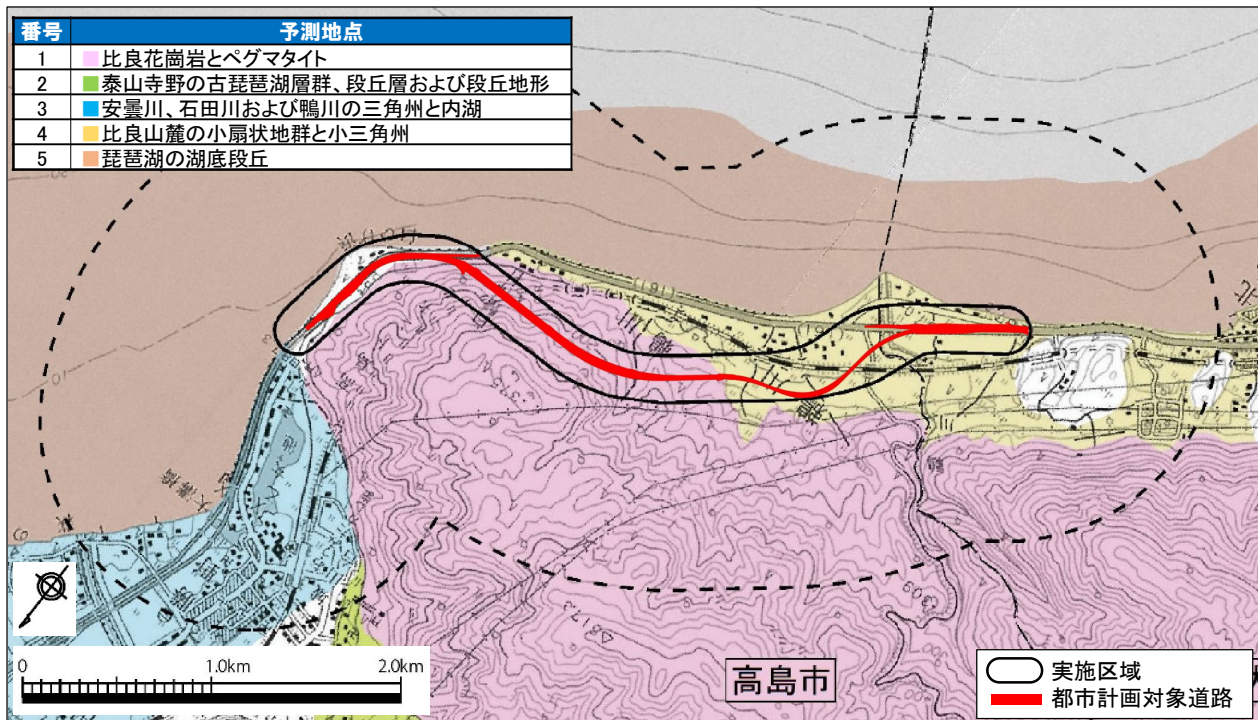 番号 予測地点
1 比良花崗岩とペグマタイト
2 泰山寺野の古琵琶湖層群、段丘層および段丘地形
3 安曇川、石田川および鴨川の三角州と内湖
4 比良山麓の小扇状地群と小三角州
5 琵琶湖の湖底段丘
(161)
0 1.0km 2.0km
高島市
実施区域
都市計画対象道路